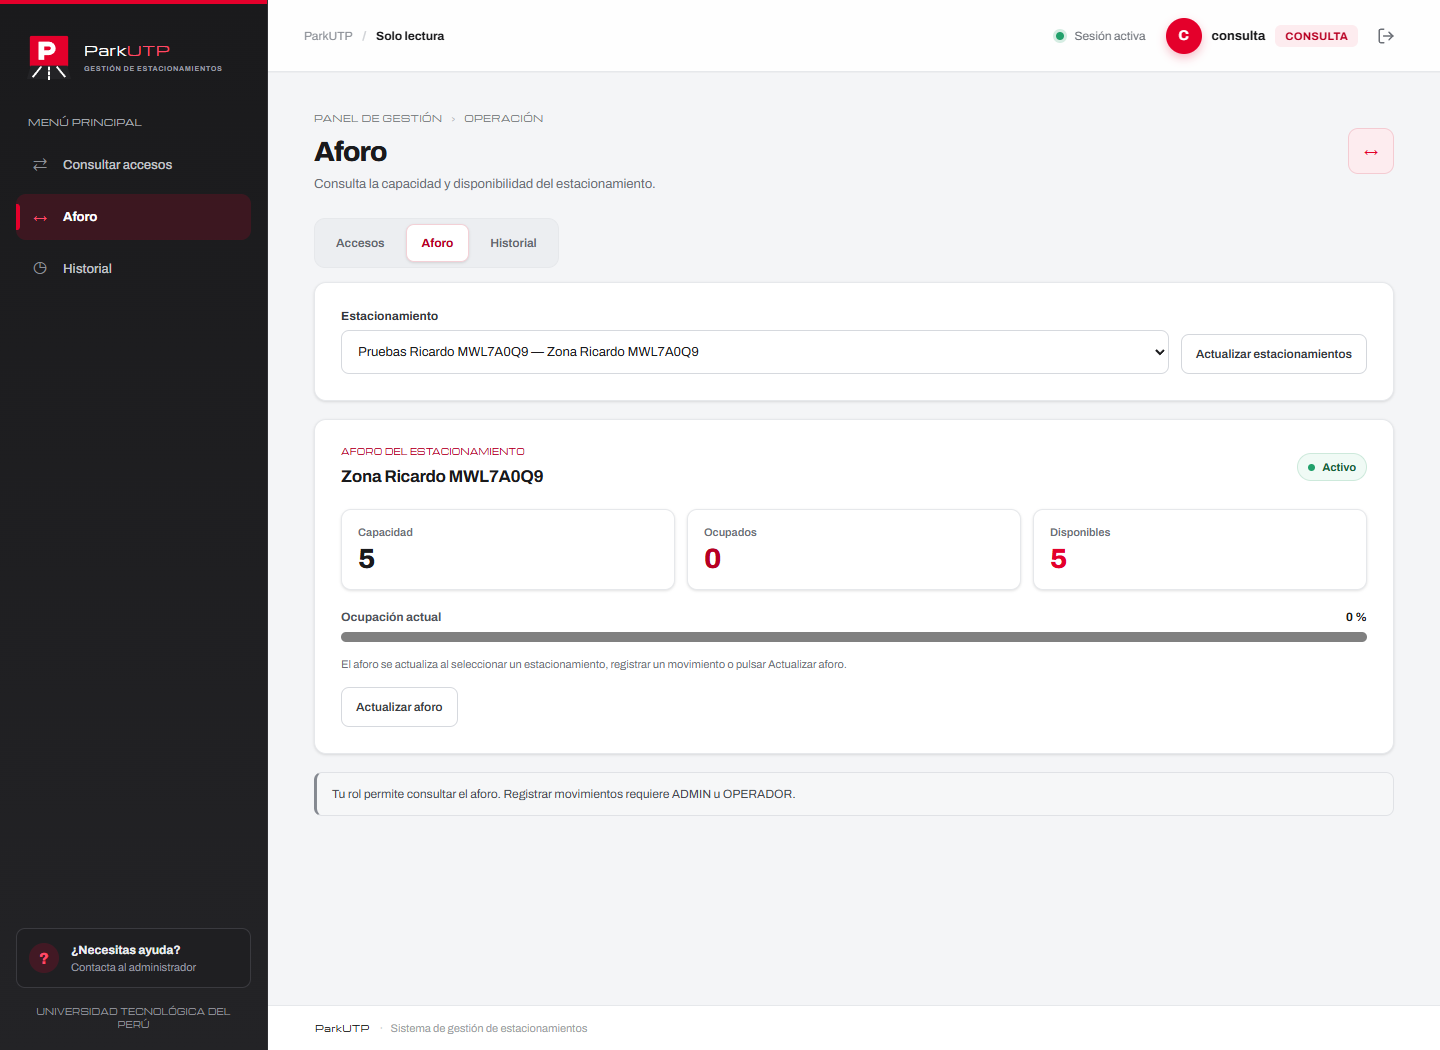 ParkUTP
GESTIÓN DE ESTACIONAMIENTOS
MENÚ PRINCIPAL
Consultar accesos
Aforo
Historial
¿Necesitas ayuda?
Contacta al administrador
UNIVERSIDAD TECNOLÓGICA DEL
PERÚ
ParkUTP / Solo lectura
Sesión activa
C
consulta
CONSULTA
PANEL DE GESTIÓN › OPERACIÓN
Aforo
Consulta la capacidad y disponibilidad del estacionamiento.
Accesos
Aforo
Historial
Estacionamiento
Pruebas Ricardo MWL7A0Q9 — Zona Ricardo MWL7A0Q9
Actualizar estacionamientos
AFORO DEL ESTACIONAMIENTO
Zona Ricardo MWL7A0Q9
Activo
Capacidad
5
Ocupados
0
Disponibles
5
Ocupación actual
0 %
El aforo se actualiza al seleccionar un estacionamiento, registrar un movimiento o pulsar Actualizar aforo.
Actualizar aforo
Tu rol permite consultar el aforo. Registrar movimientos requiere ADMIN u OPERADOR.
ParkUTP · Sistema de gestión de estacionamientos